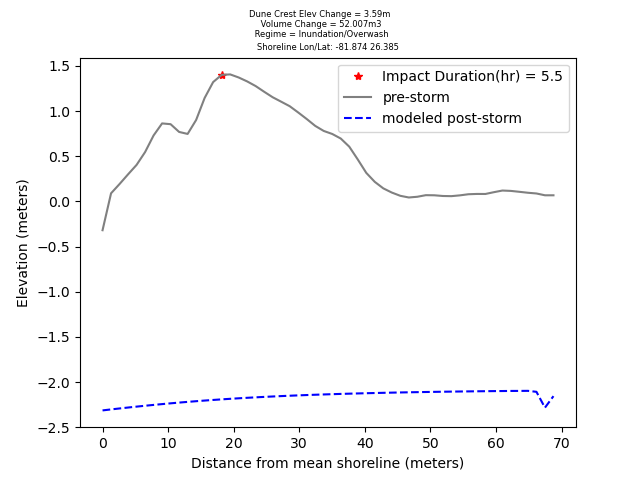 Dune Crest Elev Change = 3.59m
Volume Change = 52.007m3
Regime = Inundation/Overwash
Shoreline Lon/Lat: -81.874 26.385
Impact Duration(hr) = 5.5
pre-storm
modeled post-storm
1.5
1.0
0.5
0.0
−0.5
−1.0
−1.5
−2.0
−2.5
Elevation (meters)
0 10 20 30 40 50 60 70
Distance from mean shoreline (meters)